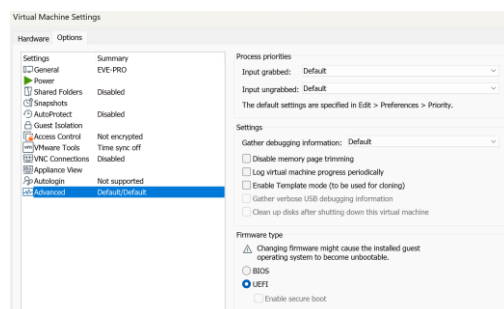 Virtual Machine Settings
Hardware Options
Settings Summary
General EVE-PRO
Power
Shared Folders Disabled
Snapshots
AutoProtect Disabled
Guest Isolation
Access Control Not encrypted
VMware Tools Time sync off
VNC Connections Disabled
Appliance View
Autologin Not supported
Advanced Default/Default
Process priorities
Input grabbed: Default
Input ungrabbed: Default
The default settings are specified in Edit > Preferences > Priority.
Settings
Gather debugging information: Default
Disable memory page trimming
Log virtual machine progress periodically
Enable Template mode (to be used for cloning)
Gather verbose USB debugging information
Clean up disks after shutting down this virtual machine
Firmware type
Changing firmware might cause the installed guest
operating system to become unbootable.
BIOS
UEFI
Enable secure boot